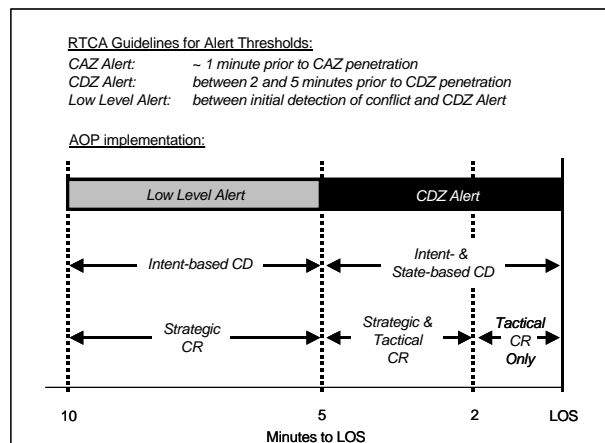 RTCA Guidelines for Alert Thresholds:
CAZ Alert: ~ 1 minute prior to CAZ penetration
CDZ Alert: between 2 and 5 minutes prior to CDZ penetration
Low Level Alert: between initial detection of conflict and CDZ Alert
AOP implementation:
Low Level Alert CDZ Alert
Intent-based CD Intent- &
State-based CD
Strategic
CR
Strategic &
Tactical
CR
Tactical
CR
Only
10 5 2 LOS
Minutes to LOS